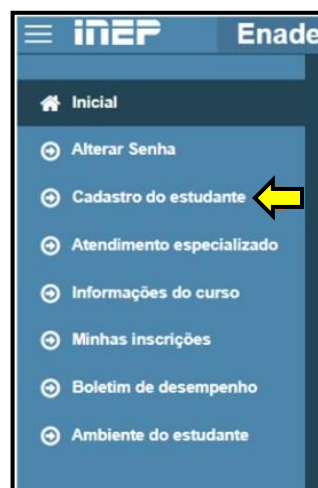 inep Enade
Inicial
Alterar Senha
Cadastro do estudante
Atendimento especializado
Informações do curso
Minhas inscrições
Boletim de desempenho
Ambiente do estudante